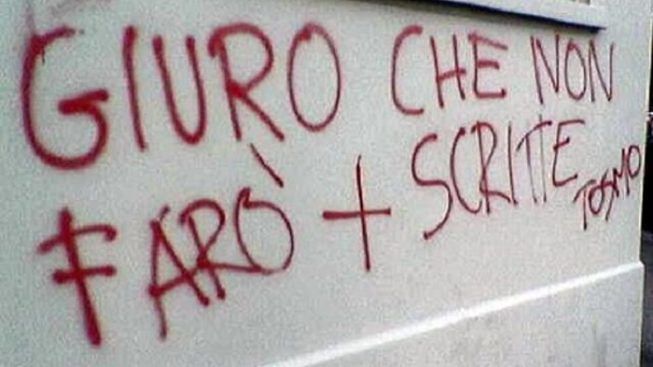 GIURO CHE NON
FARÒ + SCRITTE
TOSMO